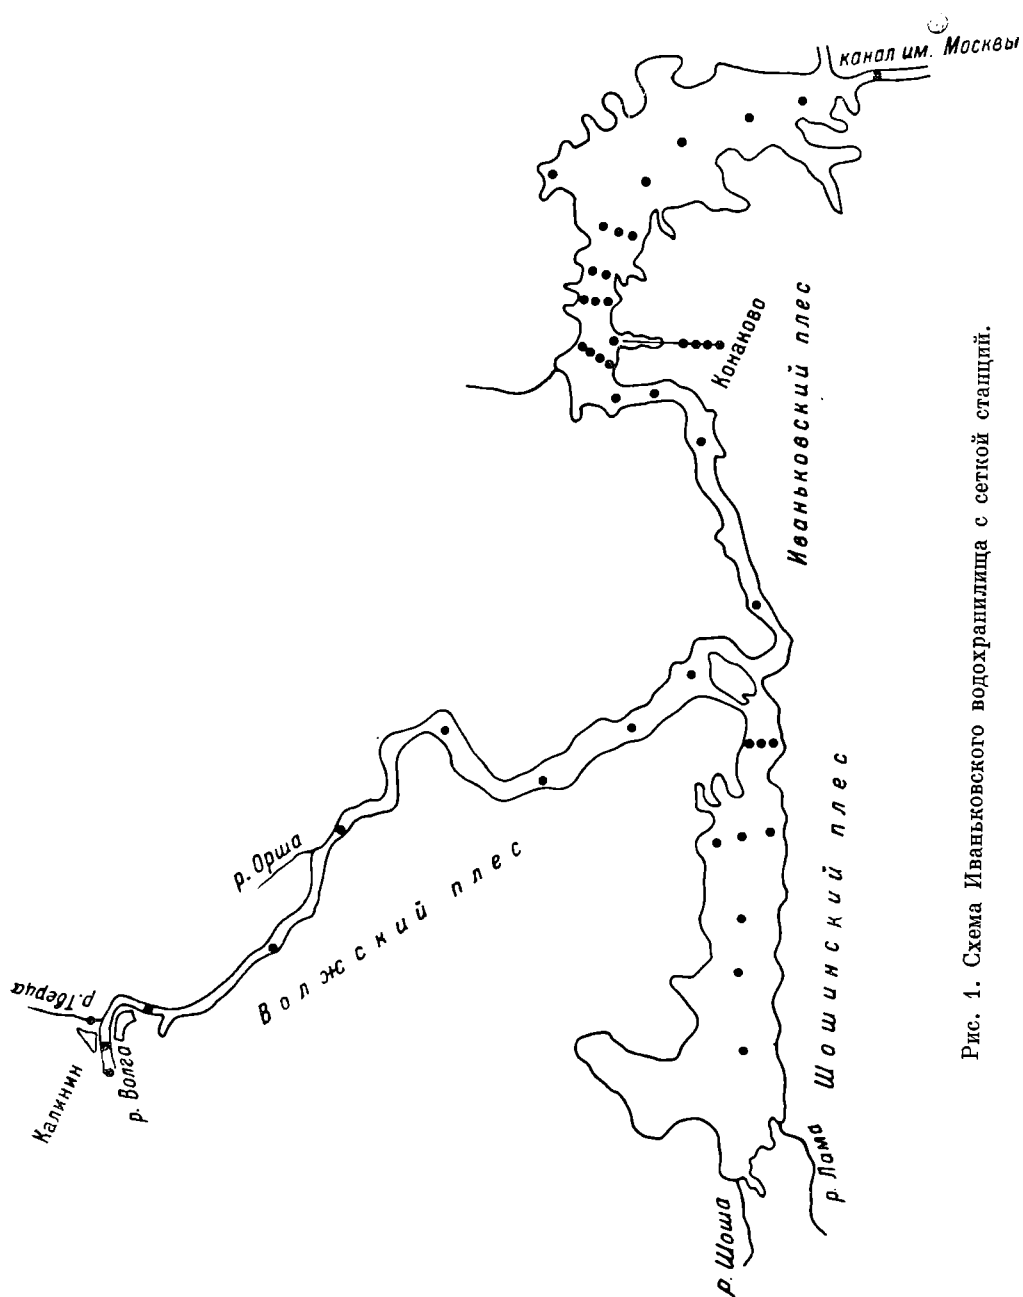 канал им. Москвы
Конаково
Иваньковский плес
р. Орша
Волжский плес
р. Тверца
Калинин
р. Волга
Шошинский плес
р. Лама
р. Шоша
Рис. 1. Схема Иваньковского водохранилища с сеткой станций.